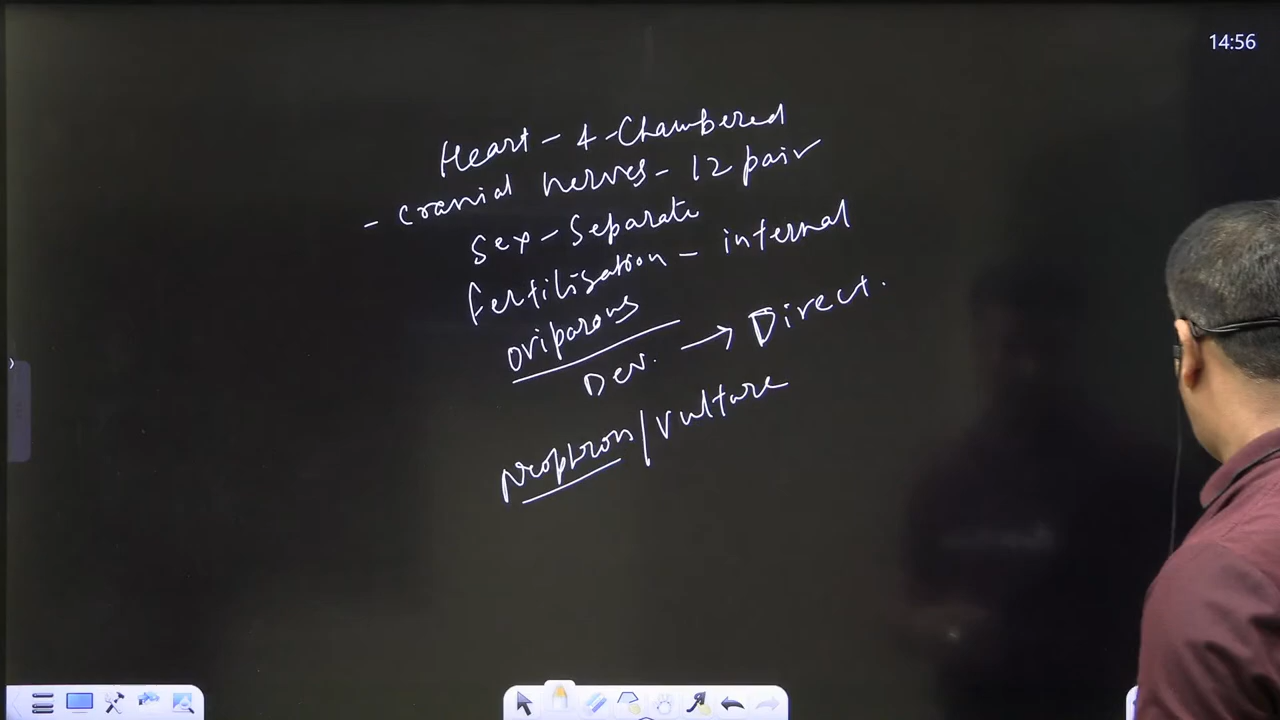 14:56
Heart - 4-Chambered
- cranial nerves - 12 pair
Sex - Separate
fertilisation - internal
oviparous
Dev. → Direct.
Neophron/Vulture